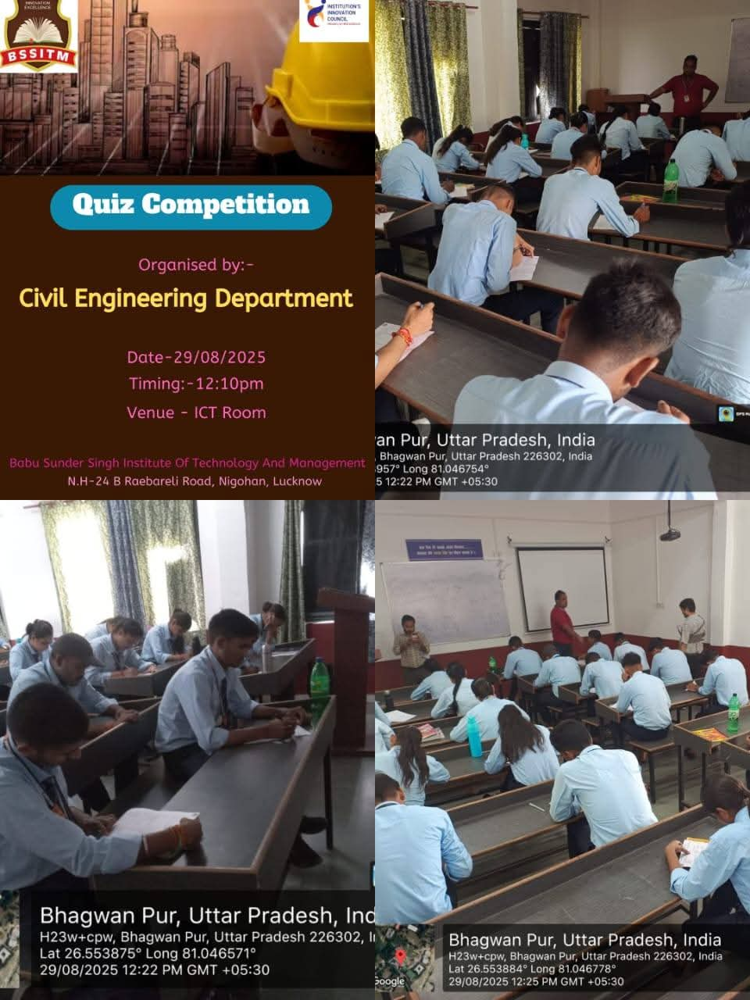 INNOVATION
EXCELLENCE
BSSITM
INSTITUTION'S
INNOVATION
COUNCIL
Quiz Competition
Organised by:-
Civil Engineering Department
Date-29/08/2025
Timing:-12:10pm
Venue - ICT Room
Babu Sunder Singh Institute Of Technology And Management
N.H-24 B Raebareli Road, Nigohan, Lucknow
wan Pur, Uttar Pradesh, India
, Bhagwan Pur, Uttar Pradesh 226302, India
957° Long 81.046754°
5 12:22 PM GMT +05:30
Bhagwan Pur, Uttar Pradesh, Ind
H23w+cpw, Bhagwan Pur, Uttar Pradesh 226302, I
Lat 26.553875° Long 81.046571°
29/08/2025 12:22 PM GMT +05:30
Google
Bhagwan Pur, Uttar Pradesh, India
H23w+cpw, Bhagwan Pur, Uttar Pradesh 226302, India
Lat 26.553884° Long 81.046778°
29/08/2025 12:25 PM GMT +05:30